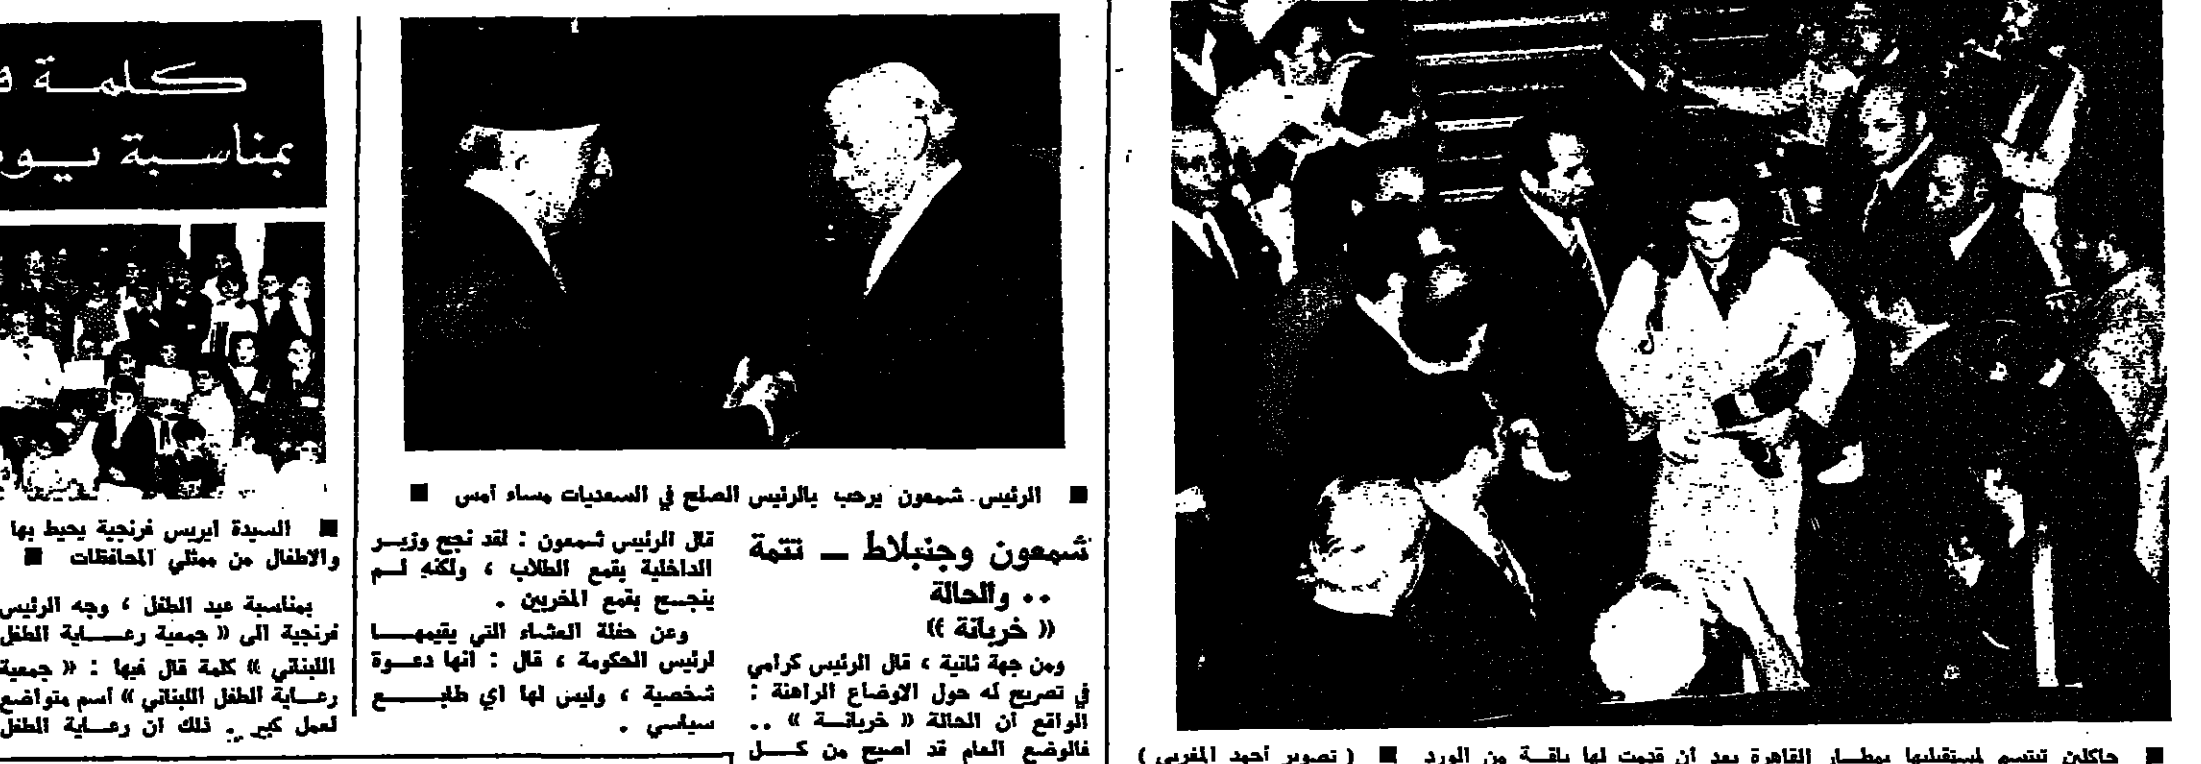 ■ جاكلين تبتسم لمستقبليها بمطار القاهرة بعد أن قدمت لها باقة من الورد ■ ( تصوير أحمد المغربي )
■ الرئيس شمعون يرحب بالرئيس الصلح في السعديات مساء أمس ■
شمعون وجنبلاط ـ تتمة
.. والحالة
« خربانة »
ومن جهة ثانية ، قال الرئيس كرامي
في تصريح له حول الاوضاع الراهنة :
الواقع ان الحالة « خربانة » ..
فالوضع العام قد اصبح من كل
قال الرئيس شمعون : لقد نجح وزير
الداخلية بقمع الطلاب ، ولكنه لم
ينجح بقمع المخربين .
وعن حفلة العشاء التي يقيمها
لرئيس الحكومة ، قال : انها دعوة
شخصية ، وليس لها اي طابع
سياسي .
كلمة
بمناسبة
■ السيدة ايريس فرنجية يحيط بها
والاطفال من ممثلي المحافظات ■
بمناسبة عيد الطفل ، وجه الرئيس
فرنجية الى « جمعية رعاية الطفل
اللبناني » كلمة قال فيها : « جمعية
رعاية الطفل اللبناني » اسم متواضع
لعمل كبير . ذلك ان رعاية الطفل